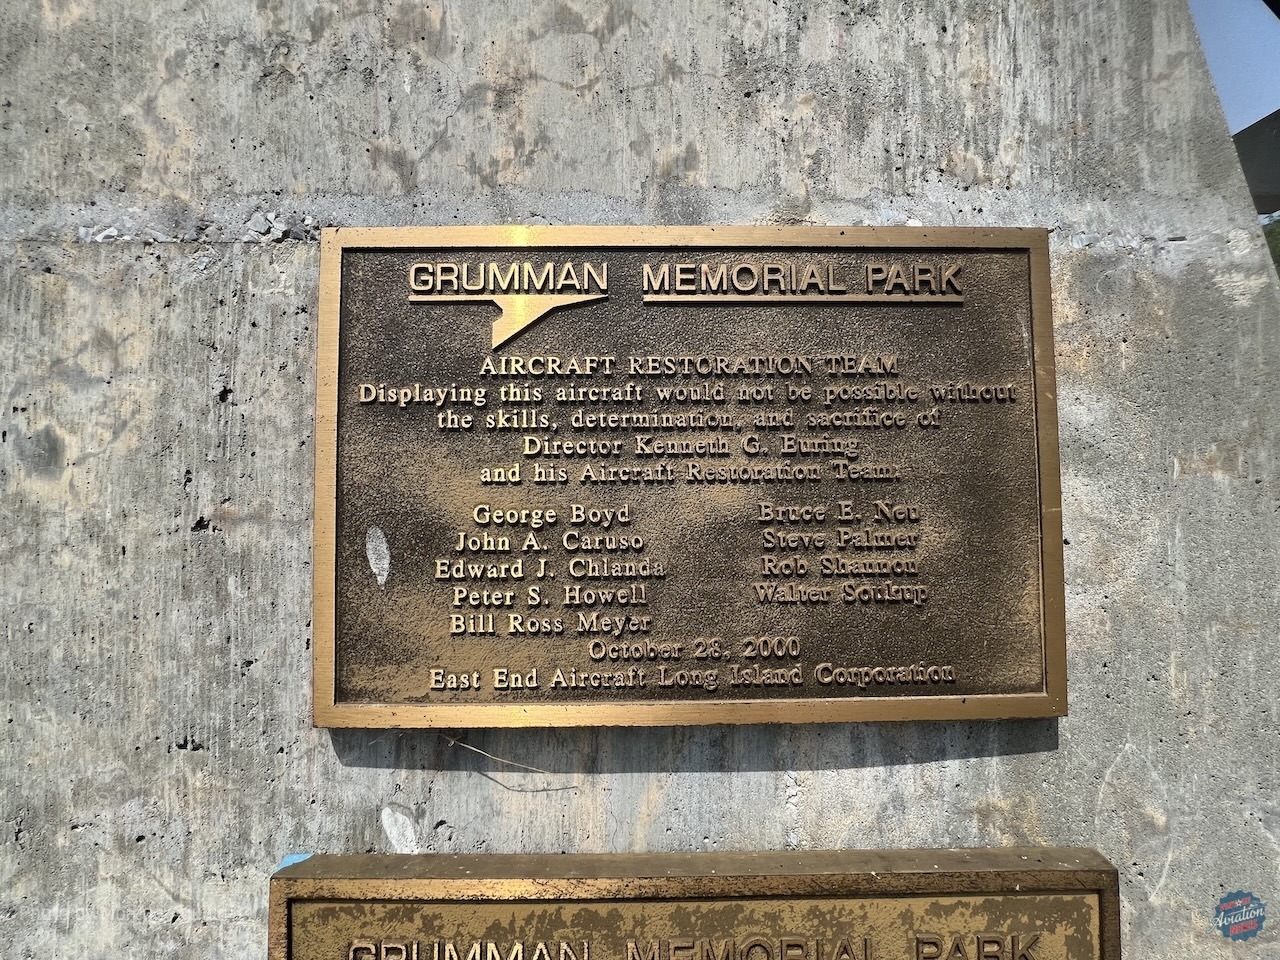 GRUMMAN MEMORIAL PARK
AIRCRAFT RESTORATION TEAM
Displaying this aircraft would not be possible without
the skills, determination, and sacrifice of
Director Kenneth G. Euring
and his Aircraft Restoration Team.
George Boyd
John A. Caruso
Edward J. Chlanda
Peter S. Howell
Bill Ross Meyer
Bruce E. Neu
Steve Palmer
Rob Shannon
Walter Soukup
October 28, 2000
East End Aircraft Long Island Corporation
GRUMMAN MEMORIAL PARK
Aviation